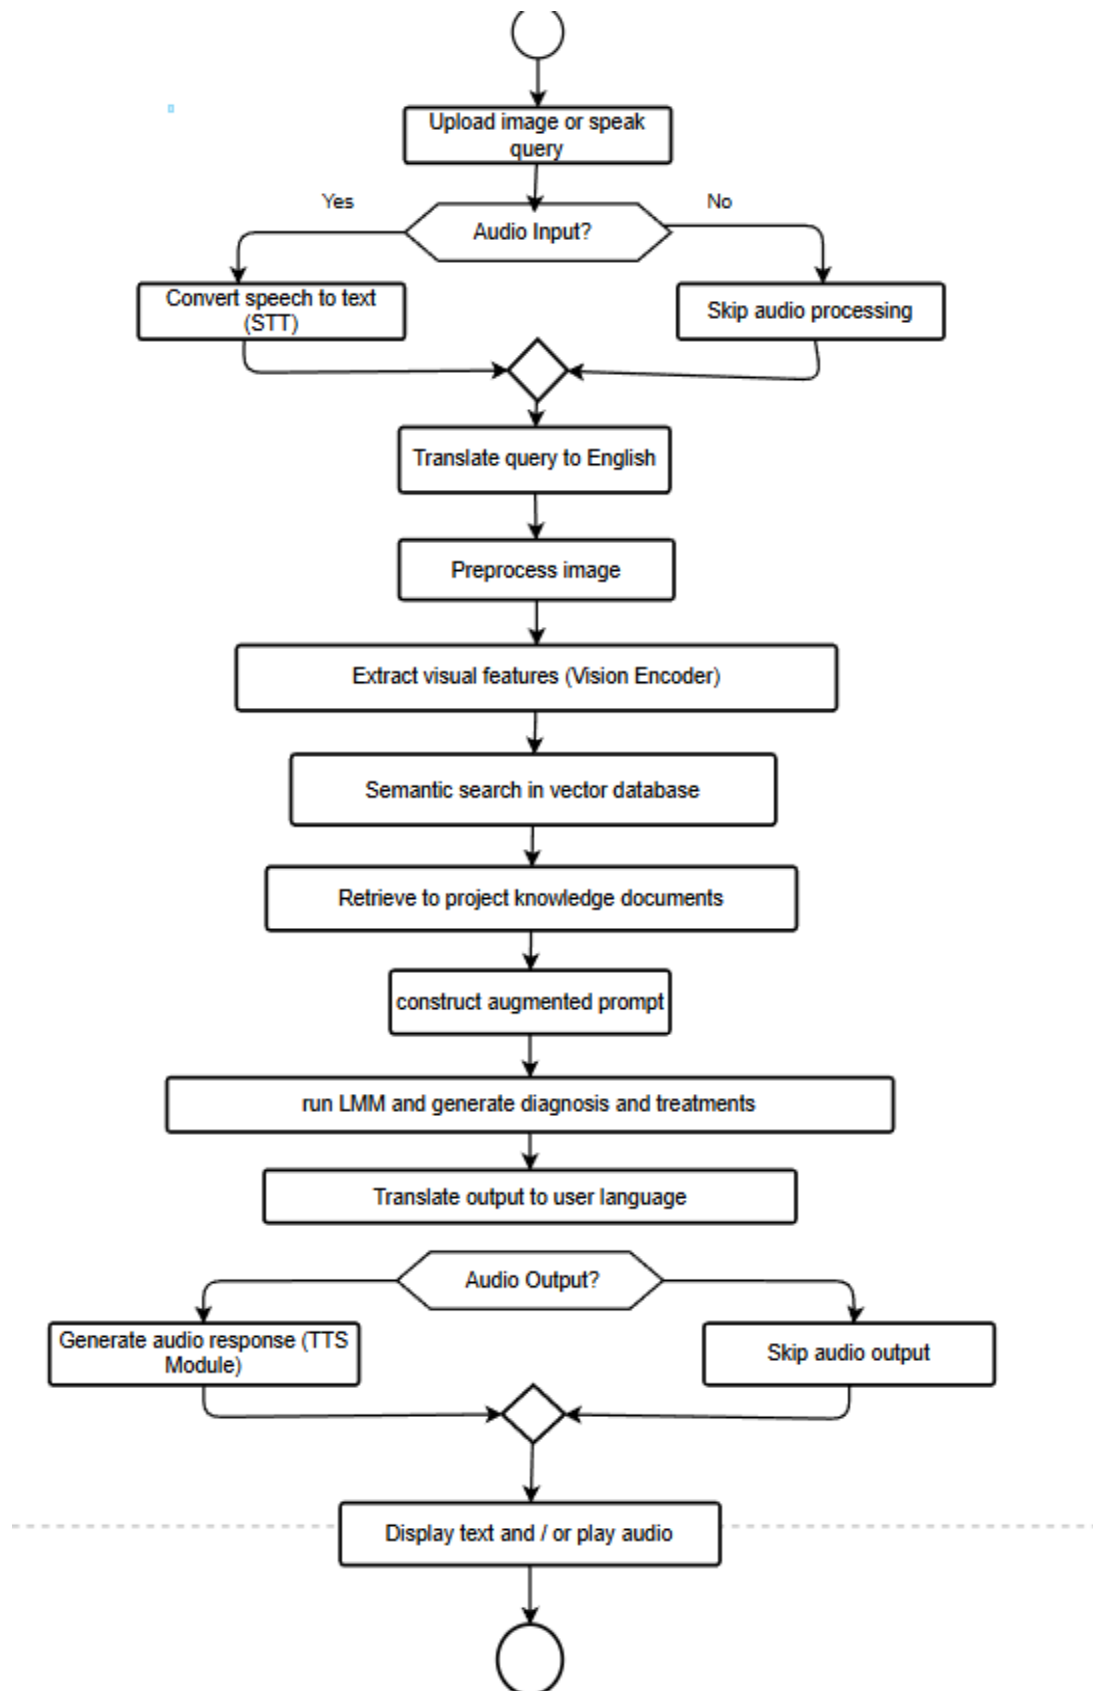 Upload image or speak
query
Yes
No
Audio Input?
Convert speech to text
(STT)
Skip audio processing
Translate query to English
Preprocess image
Extract visual features (Vision Encoder)
Semantic search in vector database
Retrieve to project knowledge documents
construct augmented prompt
run LMM and generate diagnosis and treatments
Translate output to user language
Audio Output?
Generate audio response (TTS
Module)
Skip audio output
Display text and / or play audio